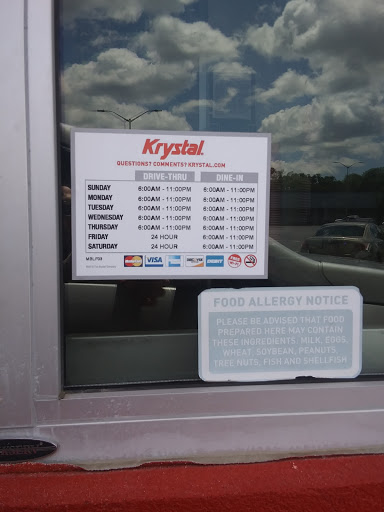 Krystal
QUESTIONS? COMMENTS? KRYSTAL.COM
DRIVE-THRU DINE-IN
SUNDAY 6:00AM - 11:00PM 6:00AM - 11:00PM
MONDAY 6:00AM - 11:00PM 6:00AM - 11:00PM
TUESDAY 6:00AM - 11:00PM 6:00AM - 11:00PM
WEDNESDAY 6:00AM - 11:00PM 6:00AM - 11:00PM
THURSDAY 6:00AM - 11:00PM 6:00AM - 11:00PM
FRIDAY 24 HOUR 6:00AM - 11:00PM
SATURDAY 24 HOUR 6:00AM - 11:00PM
VISA
FOOD ALLERGY NOTICE
PLEASE BE ADVISED THAT FOOD
PREPARED HERE MAY CONTAIN
THESE INGREDIENTS: MILK, EGGS,
WHEAT, SOYBEAN, PEANUTS,
TREE NUTS, FISH AND SHELLFISH